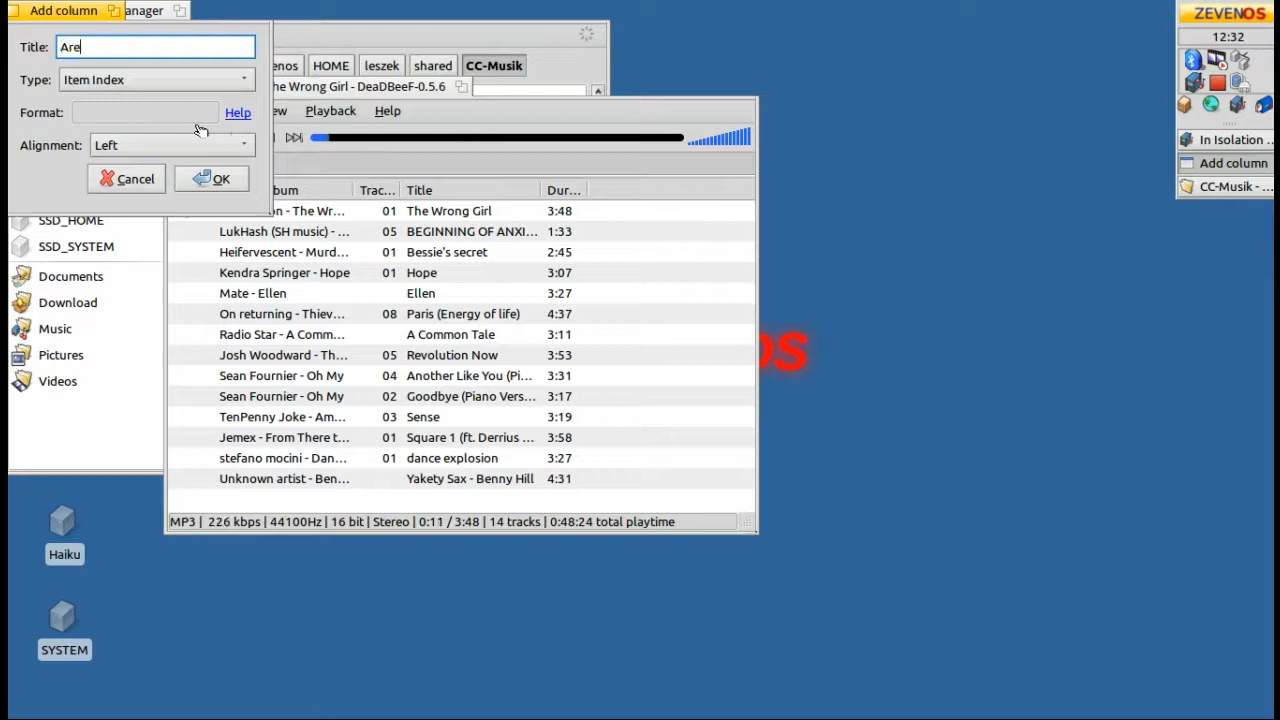 Add column
anager
Title: Are
Type: Item Index
Format: Help
Alignment: Left
Cancel
OK
enos
HOME
leszek
shared
CC-Musik
he Wrong Girl - DeaDBeeF-0.5.6
ew
Playback
Help
bum
Trac...
Title
Dur...
on - The Wr... 01 The Wrong Girl 3:48
LukHash (SH music) - ... 05 BEGINNING OF ANXI... 1:33
Heifervescent - Murd... 01 Bessie's secret 2:45
Kendra Springer - Hope 01 Hope 3:07
Mate - Ellen Ellen 3:27
On returning - Thiev... 08 Paris (Energy of life) 4:37
Radio Star - A Comm... A Common Tale 3:11
Josh Woodward - Th... 05 Revolution Now 3:53
Sean Fournier - Oh My 04 Another Like You (Pi... 3:31
Sean Fournier - Oh My 02 Goodbye (Piano Vers... 3:17
TenPenny Joke - Am... 03 Sense 3:19
Jemex - From There t... 01 Square 1 (ft. Derrius ... 3:58
stefano mocini - Dan... 01 dance explosion 3:27
Unknown artist - Ben... Yakety Sax - Benny Hill 4:31
MP3 | 226 kbps | 44100Hz | 16 bit | Stereo | 0:11 / 3:48 | 14 tracks | 0:48:24 total playtime
SSD_HOME
SSD_SYSTEM
Documents
Download
Music
Pictures
Videos
Haiku
SYSTEM
OS
ZEVENOS
12:32
In Isolation ...
Add column
CC-Musik - ...